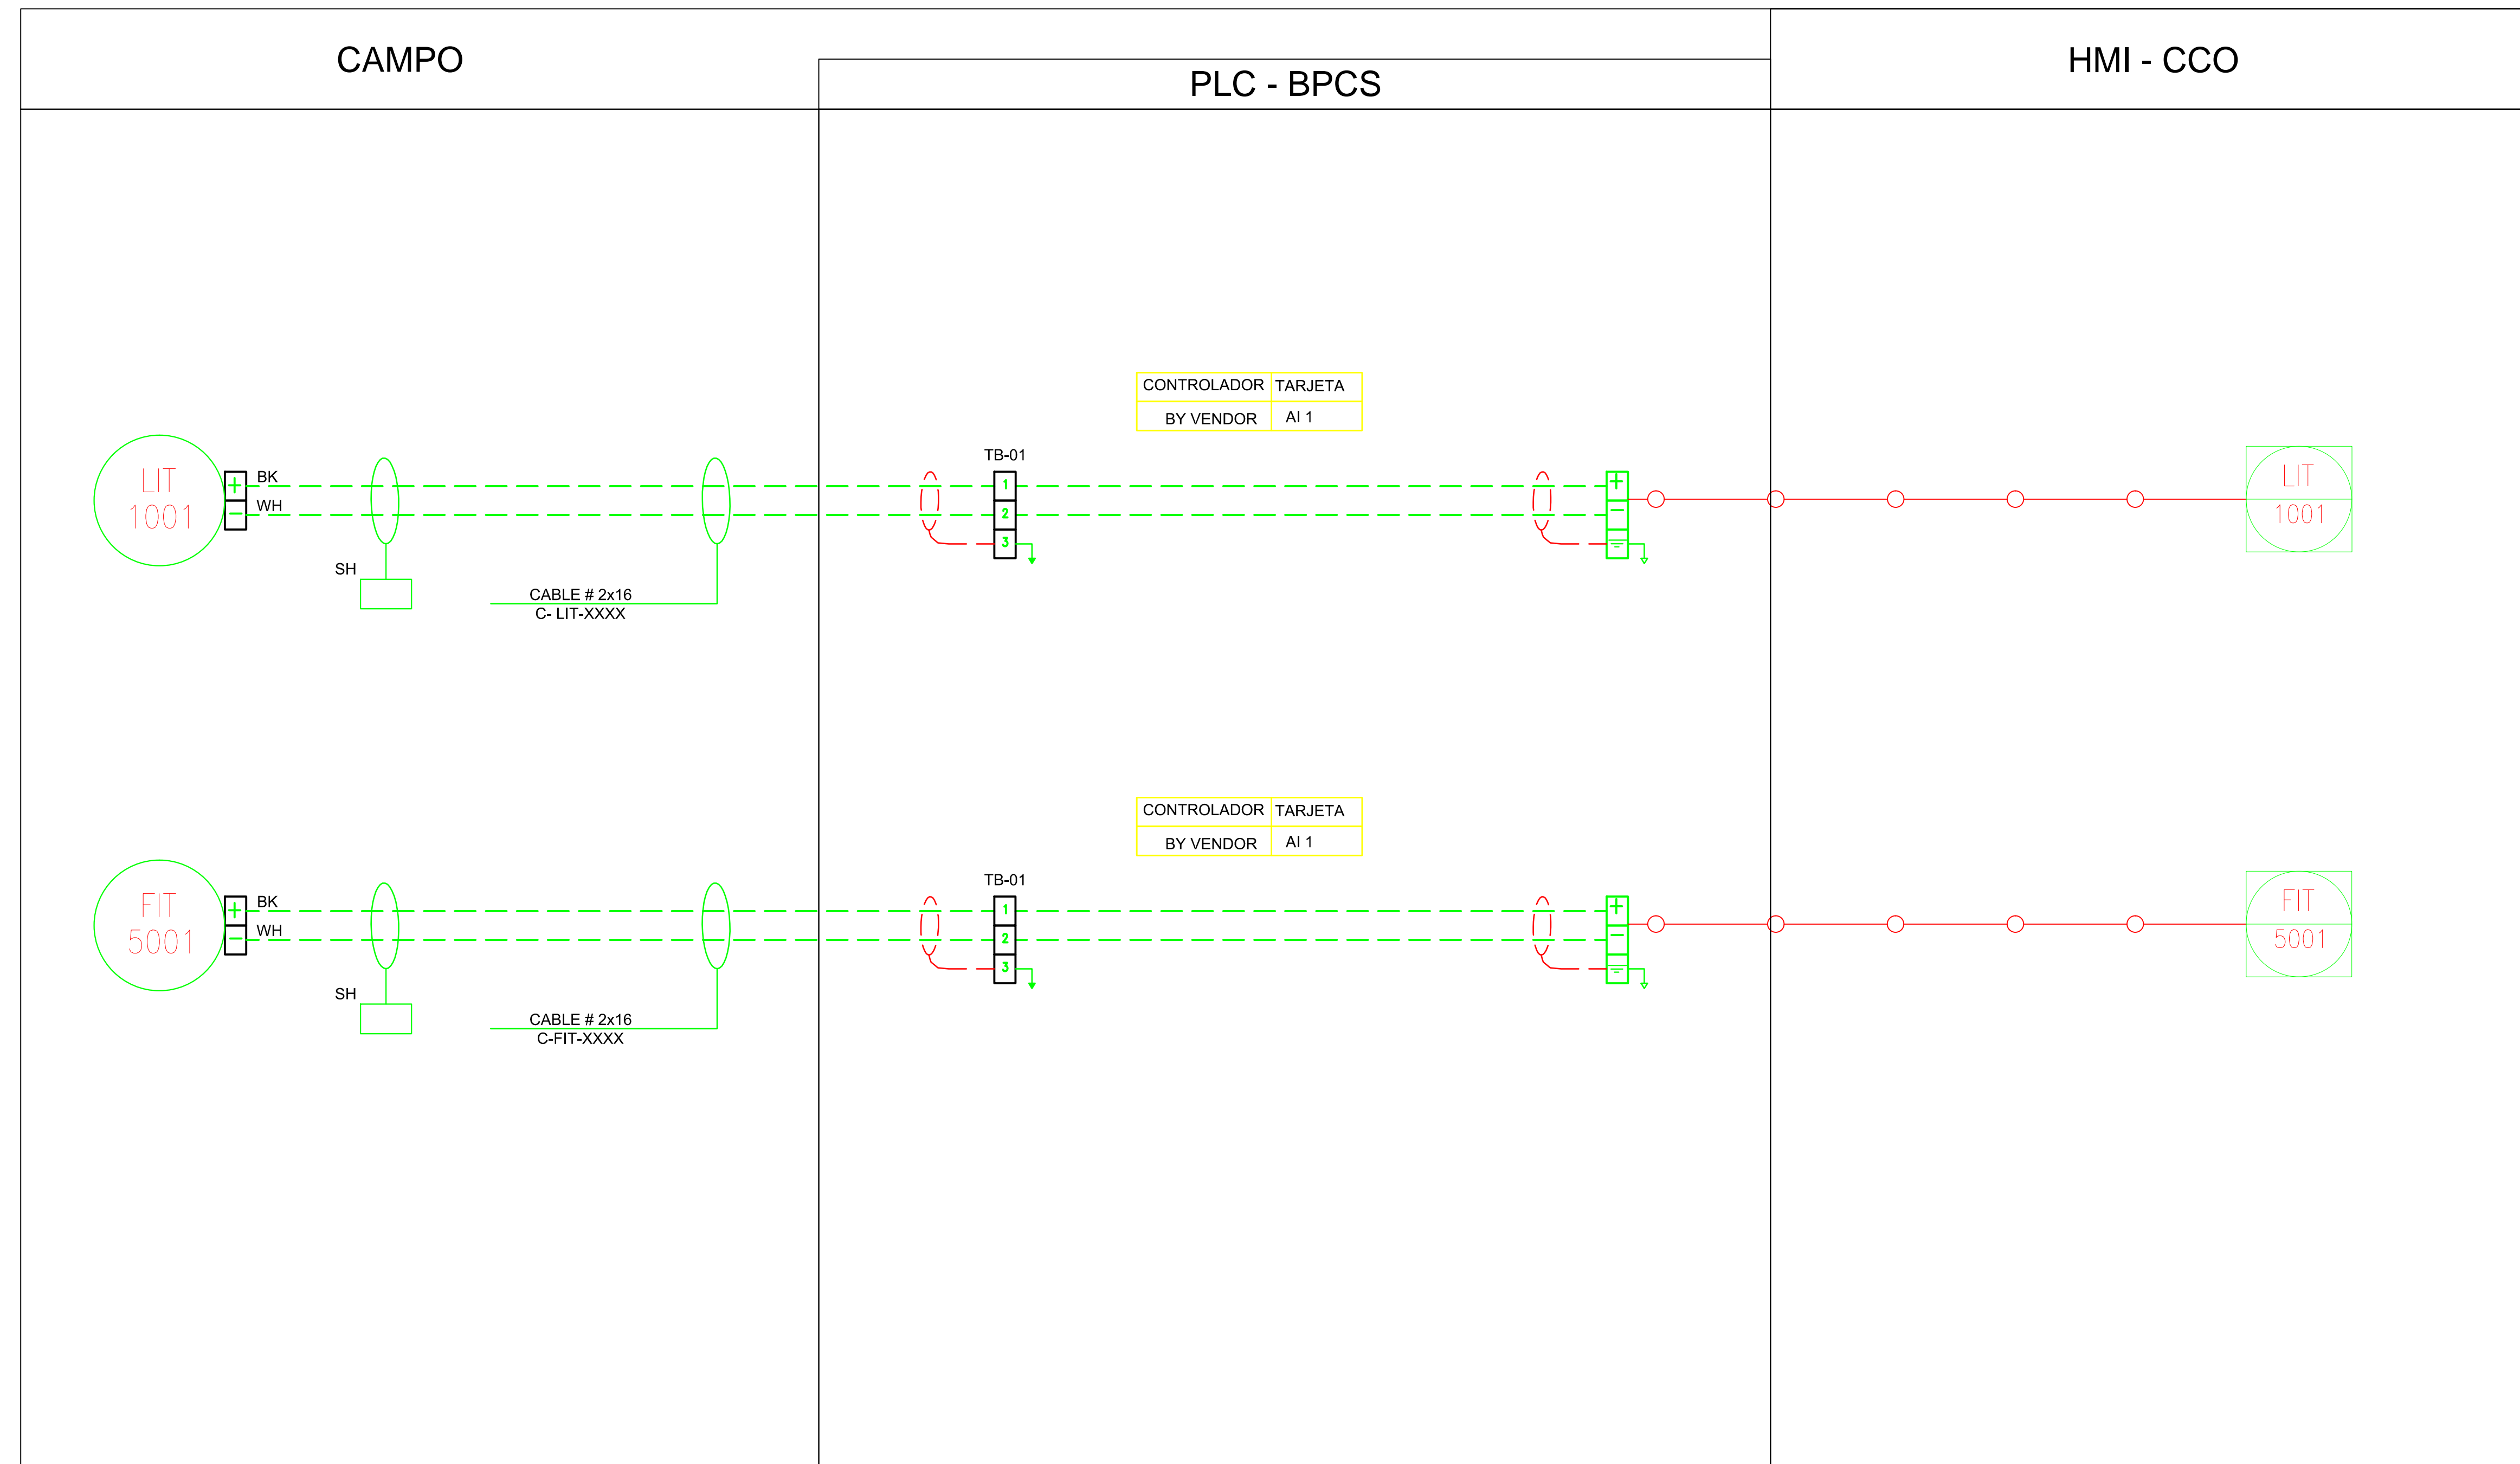 CAMPO
PLC - BPCS
HMI - CCO
CONTROLADOR TARJETA
BY VENDOR AI 1
TB-01
LIT
1001
+
-
BK
WH
1
2
3
+
-
LIT
1001
SH
CABLE # 2x16
C- LIT-XXXX
CONTROLADOR TARJETA
BY VENDOR AI 1
TB-01
FIT
5001
+
-
BK
WH
1
2
3
+
-
FIT
5001
SH
CABLE # 2x16
C-FIT-XXXX